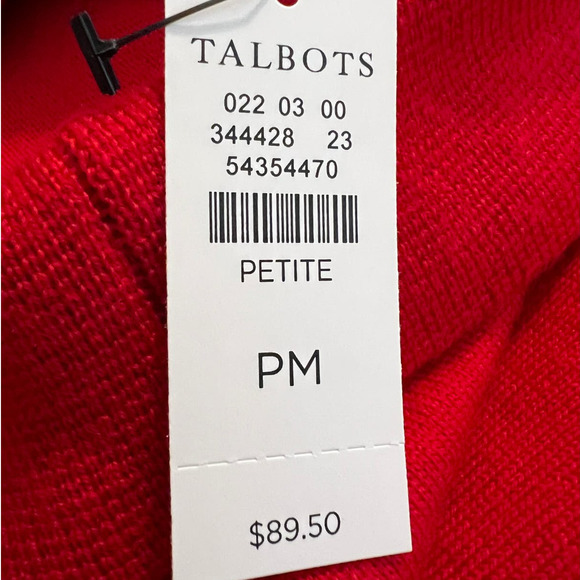 TALBOTS
022 03 00
344428 23
54354470
PETITE
PM
$89.50